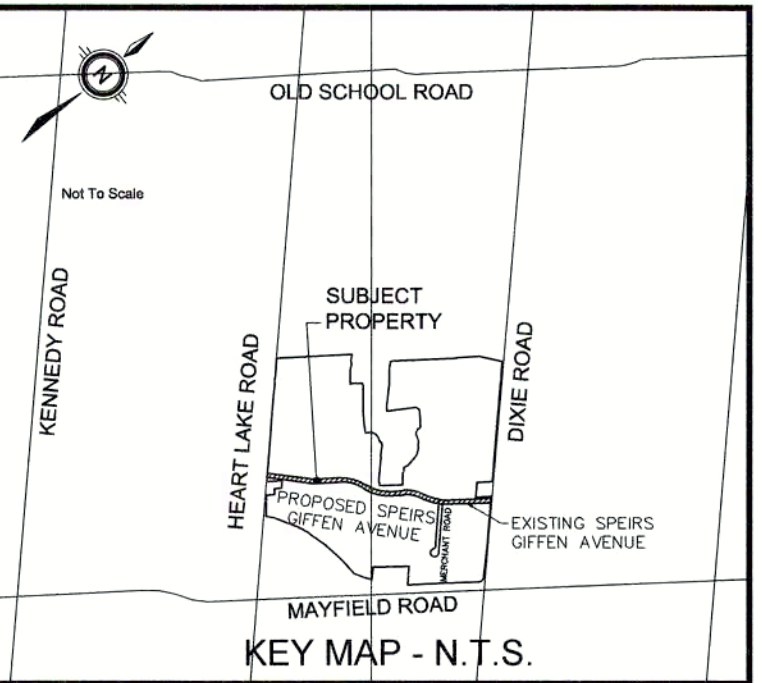 N
OLD SCHOOL ROAD
Not To Scale
KENNEDY ROAD
SUBJECT
PROPERTY
HEART LAKE ROAD
DIXIE ROAD
PROPOSED SPEIRS
GIFFEN AVENUE
MERCHANT ROAD
EXISTING SPEIRS
GIFFEN AVENUE
MAYFIELD ROAD
KEY MAP - N.T.S.